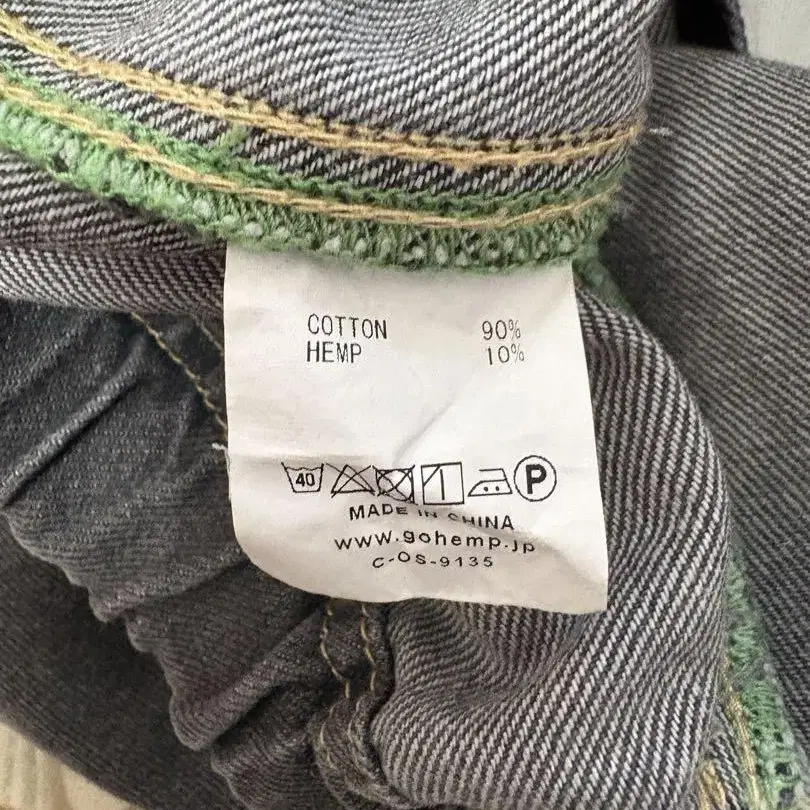 COTTON 90%
HEMP 10%
40 P
MADE IN CHINA
www.gohemp.jp
C-OS-9135